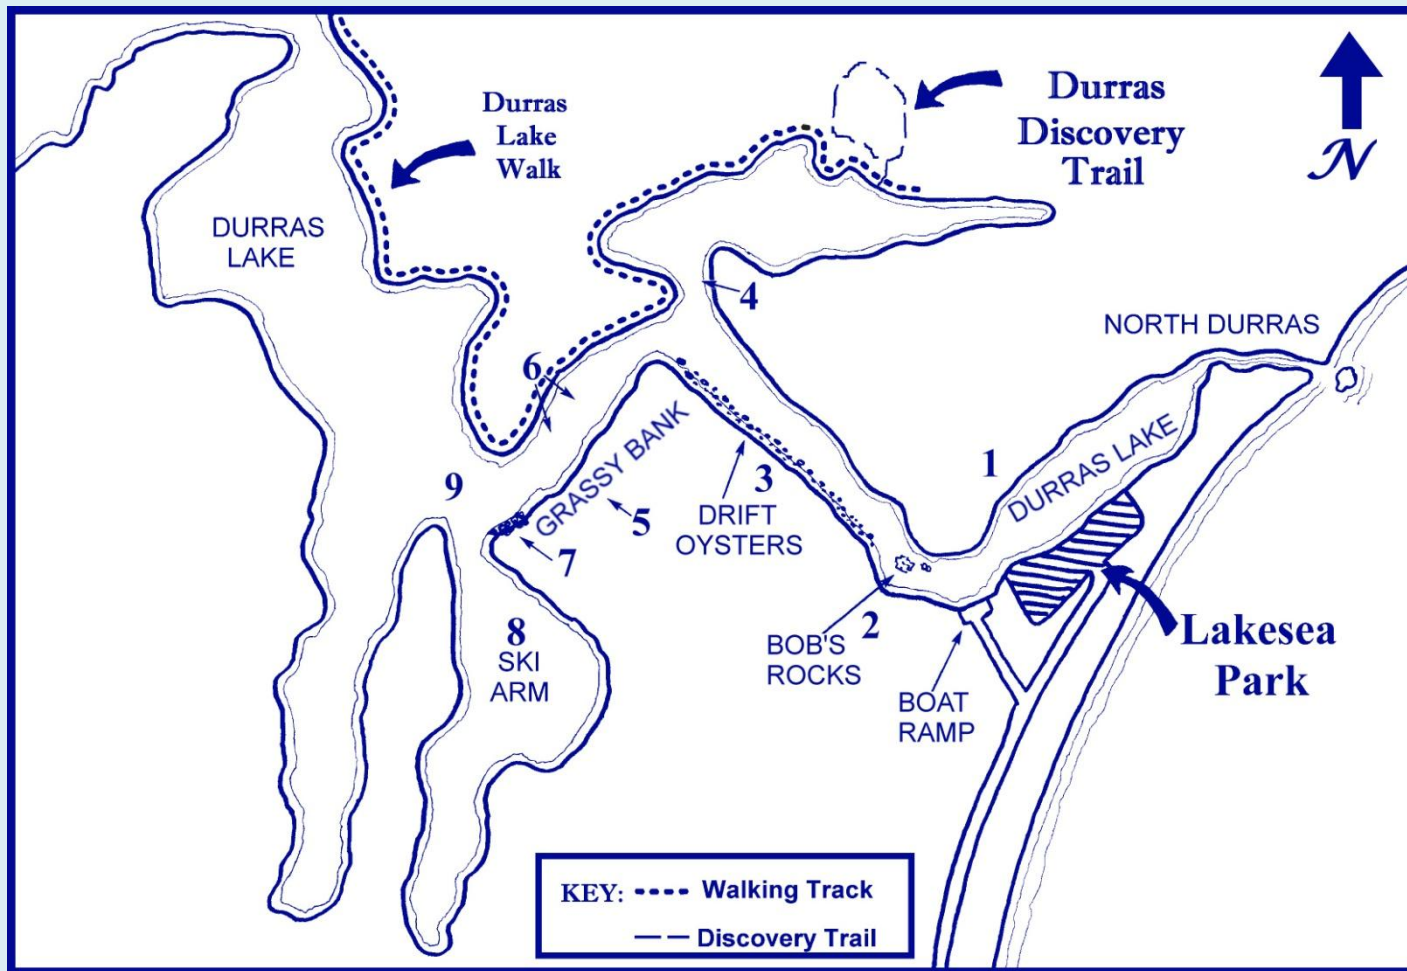 Durras
Lake
Walk
Durras
Discovery
Trail
N
DURRAS
LAKE
4
NORTH DURRAS
6
GRASSY BANK
DURRAS LAKE
1
9
3
5
DRIFT
OYSTERS
7
8
SKI
ARM
2
BOB'S
ROCKS
BOAT
RAMP
Lakesea
Park
KEY: Walking Track
Discovery Trail